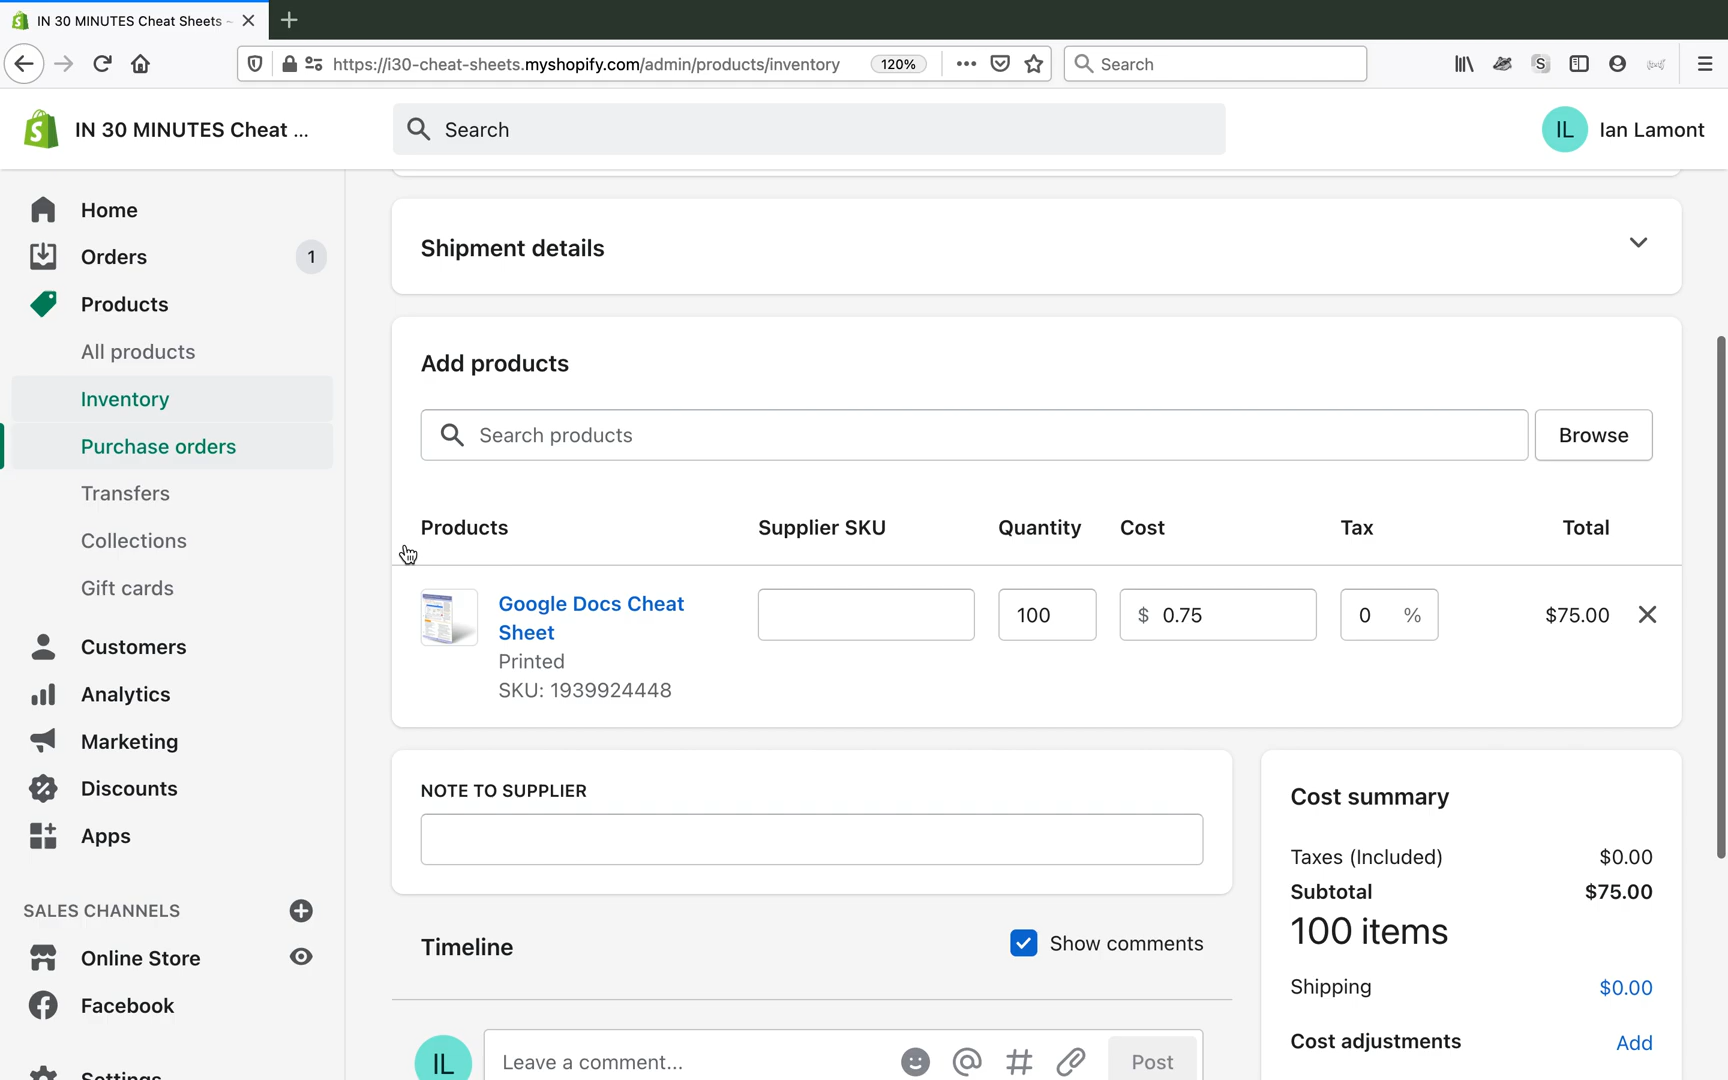 IN 30 MINUTES Cheat Sheets ~
https://i30-cheat-sheets.myshopify.com/admin/products/inventory
120%
Search
IN 30 MINUTES Cheat ...
Search
IL Ian Lamont
Home
Orders 1
Products
All products
Inventory
Purchase orders
Transfers
Collections
Gift cards
Customers
Analytics
Marketing
Discounts
Apps
SALES CHANNELS
Online Store
Facebook
Settings
Shipment details
Add products
Search products
Browse
Products Supplier SKU Quantity Cost Tax Total
Google Docs Cheat
Sheet
Printed
SKU: 1939924448
100 $ 0.75 0 % $75.00
NOTE TO SUPPLIER
Timeline
Show comments
IL
Leave a comment...
Post
Cost summary
Taxes (Included) $0.00
Subtotal $75.00
100 items
Shipping $0.00
Cost adjustments Add